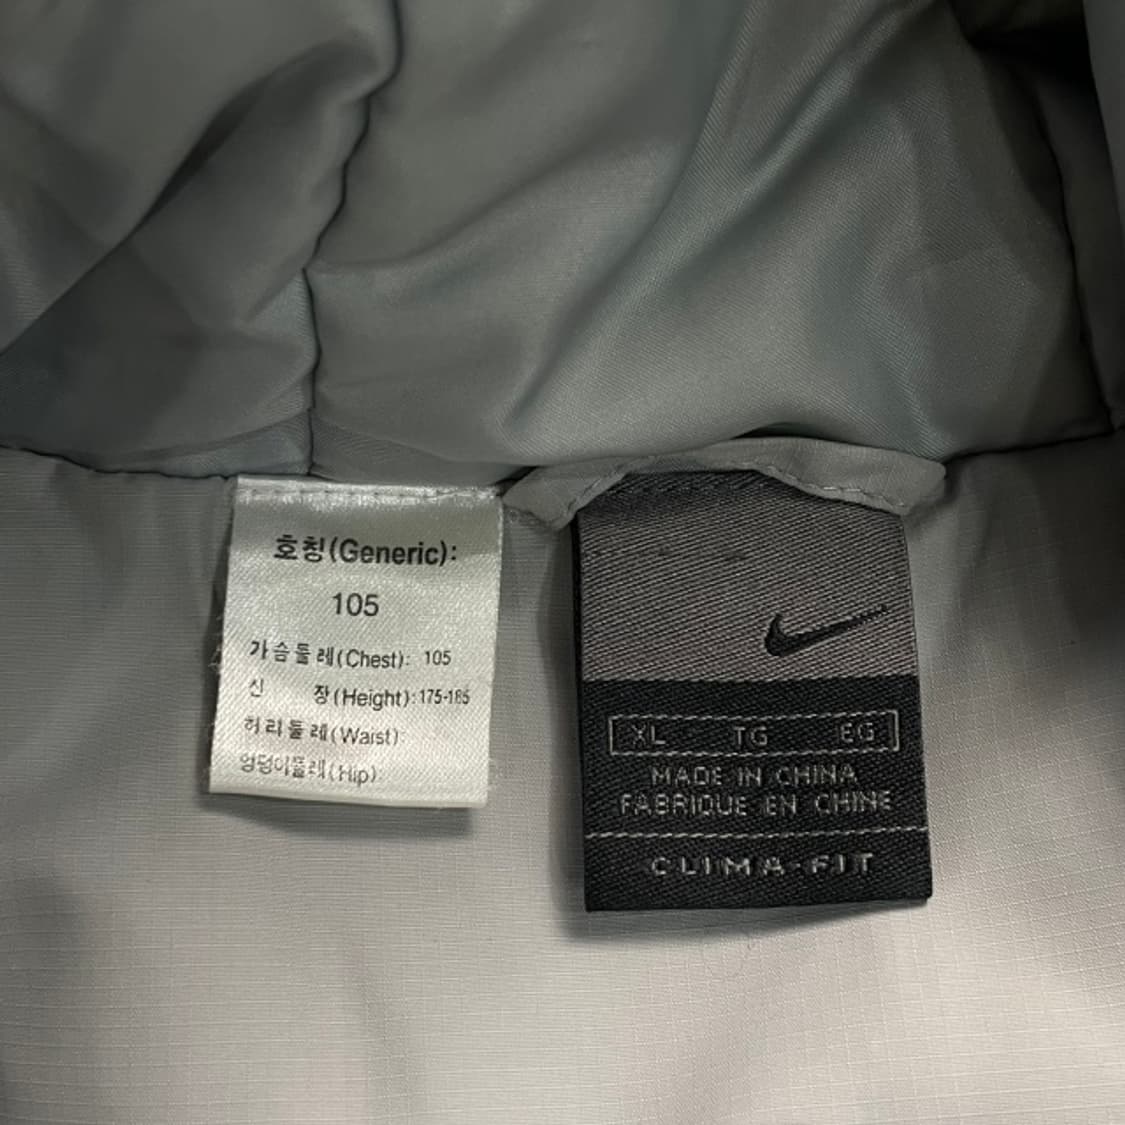 호칭(Generic):
105
가슴둘레(Chest): 105
신 장(Height): 175-185
허리둘레(Waist):
엉덩이둘레(Hip):
XL TG EG
MADE IN CHINA
FABRIQUE EN CHINE
CLIMA-FIT